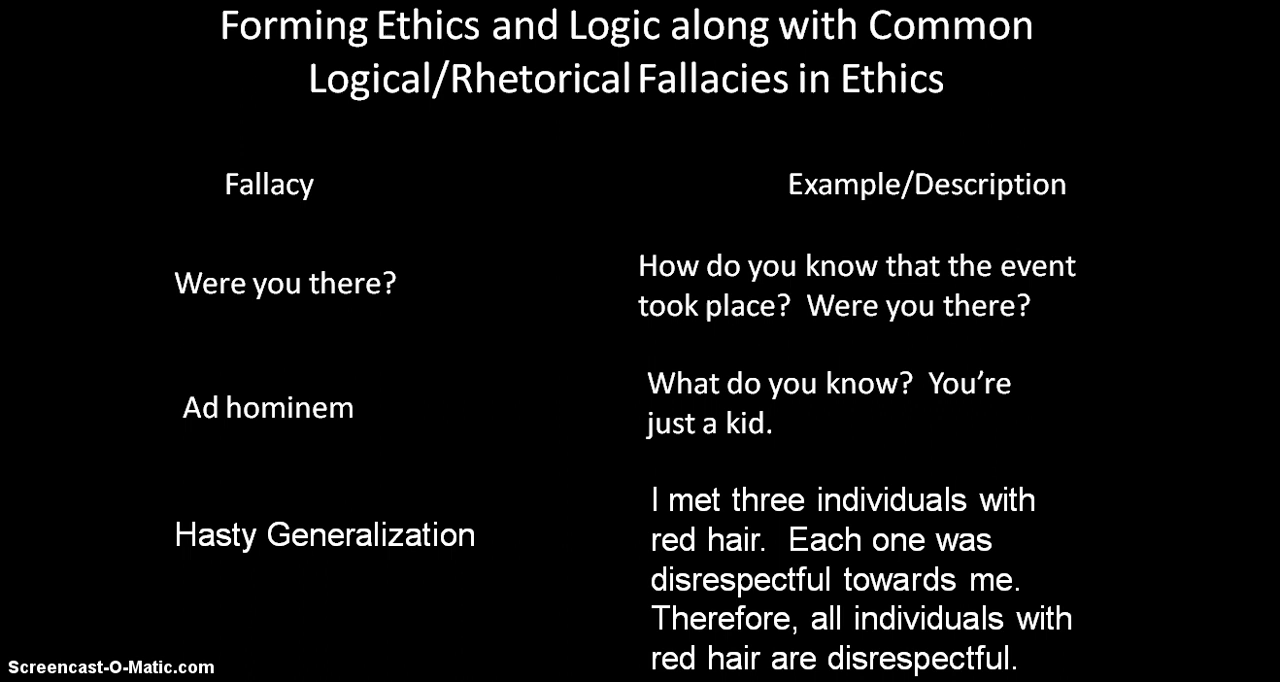 Forming Ethics and Logic along with Common
Logical/Rhetorical Fallacies in Ethics
Fallacy
Example/Description
Were you there?
How do you know that the event
took place?  Were you there?
Ad hominem
What do you know?  You’re
just a kid.
Hasty Generalization
I met three individuals with
red hair.  Each one was
disrespectful towards me.
Therefore, all individuals with
red hair are disrespectful.
Screencast-O-Matic.com